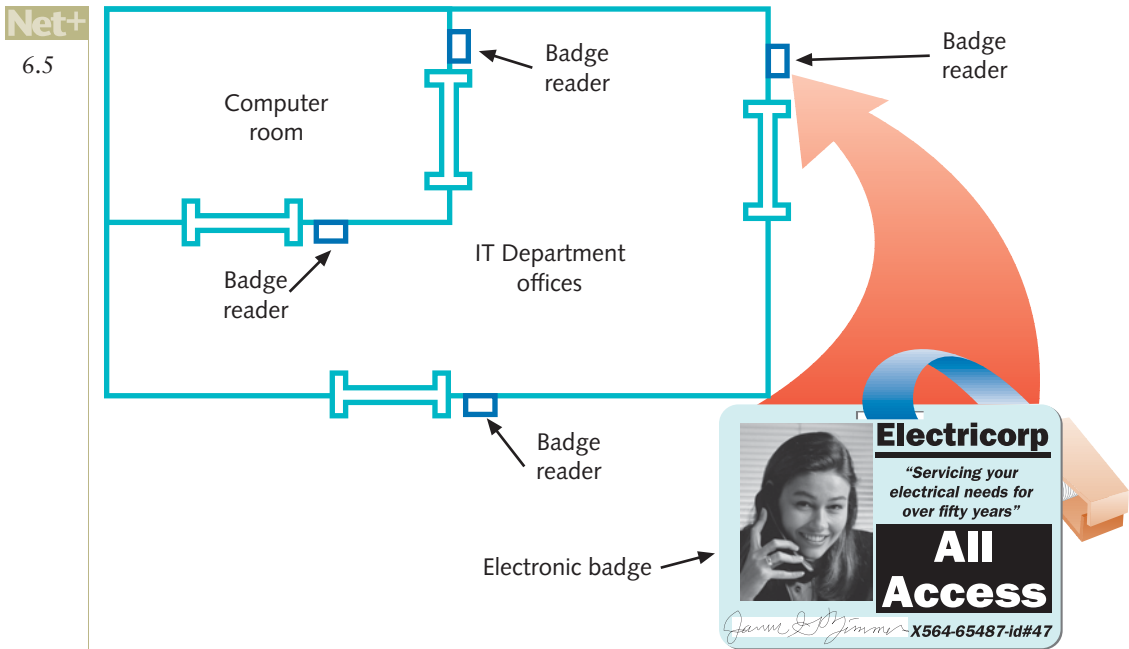 Net+
6.5
Computer
room
Badge
reader
Badge
reader
Badge
reader
IT Department
offices
Badge
reader
Electronic badge
Electricorp
“Servicing your
electrical needs for
over fifty years”
All
Access
X564-65487-id#47